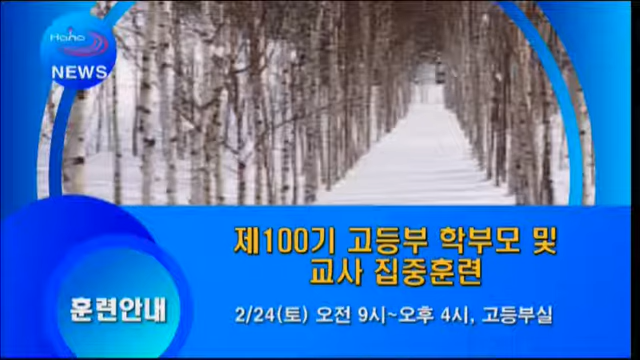 Hana
NEWS
제100기 고등부 학부모 및
교사 집중훈련
훈련안내
2/24(토) 오전 9시~오후 4시, 고등부실